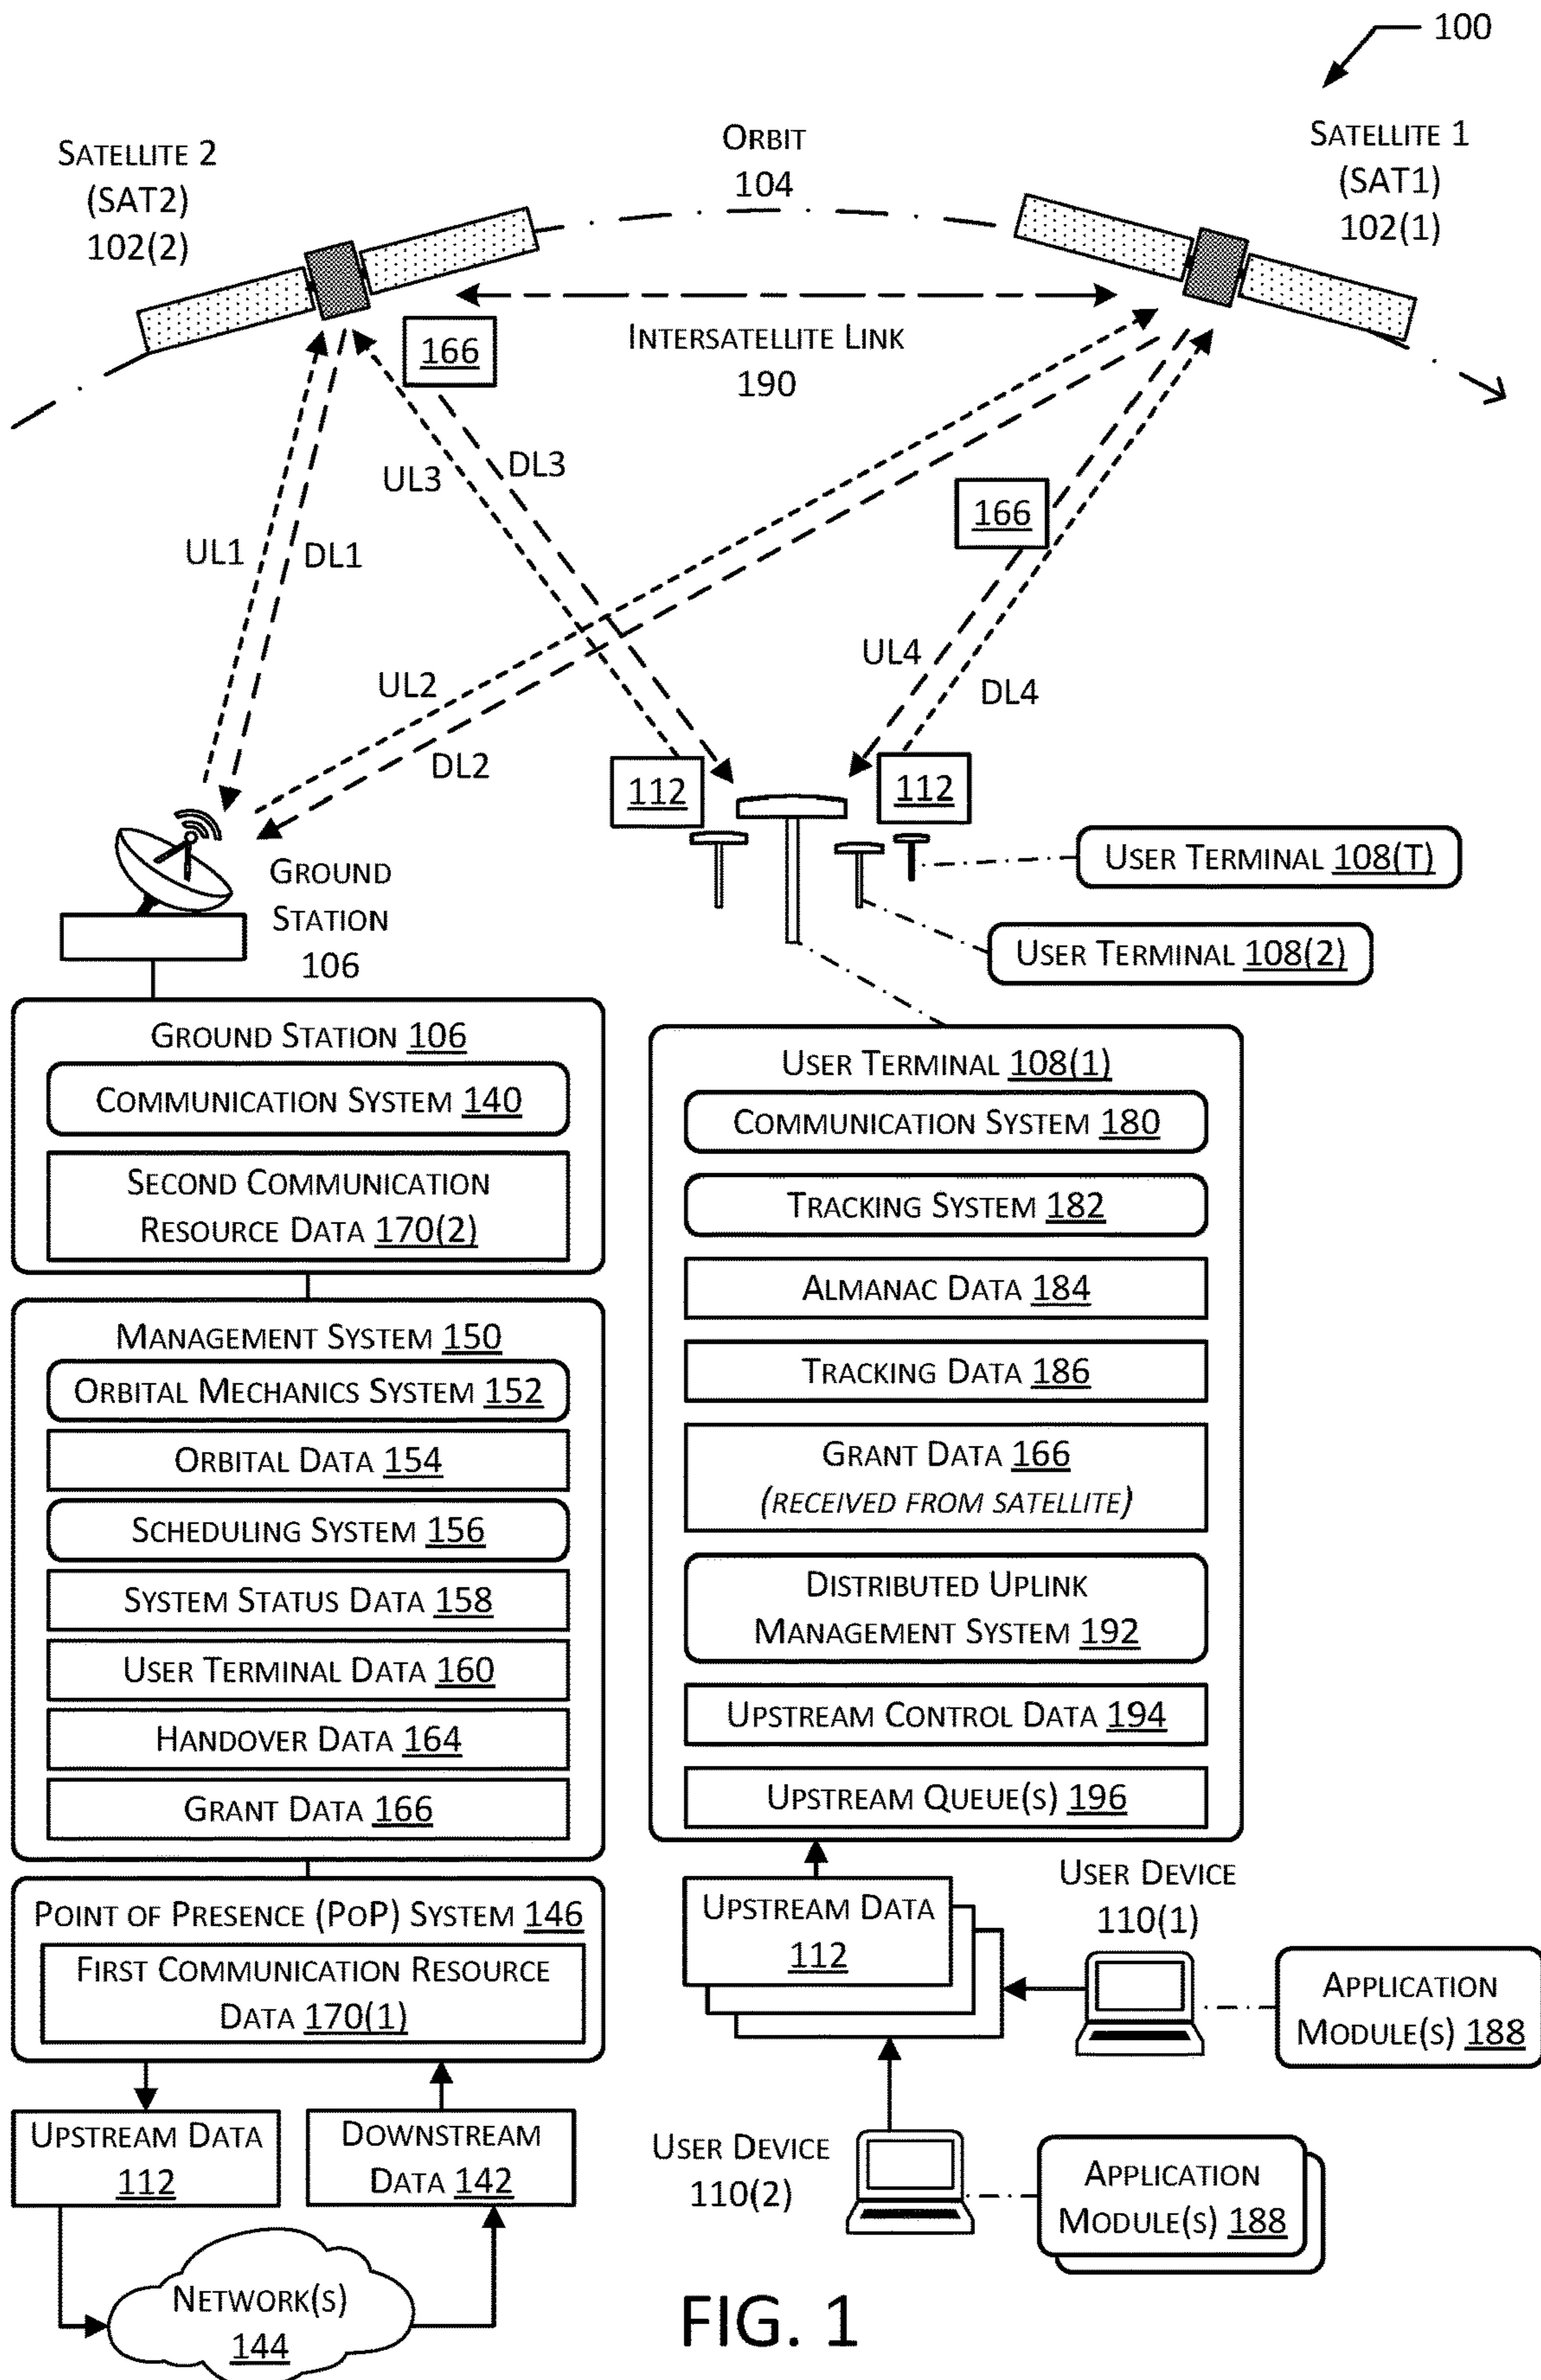 100
SATELLITE 2
(SAT2)
102(2)
ORBIT
104
SATELLITE 1
(SAT1)
102(1)
166
INTERSATELLITE LINK
190
UL3
DL3
166
UL1
DL1
UL2
DL2
UL4
DL4
112
112
GROUND
STATION
106
USER TERMINAL 108(T)
USER TERMINAL 108(2)
GROUND STATION 106
COMMUNICATION SYSTEM 140
SECOND COMMUNICATION
RESOURCE DATA 170(2)
MANAGEMENT SYSTEM 150
ORBITAL MECHANICS SYSTEM 152
ORBITAL DATA 154
SCHEDULING SYSTEM 156
SYSTEM STATUS DATA 158
USER TERMINAL DATA 160
HANDOVER DATA 164
GRANT DATA 166
POINT OF PRESENCE (POP) SYSTEM 146
FIRST COMMUNICATION RESOURCE
DATA 170(1)
UPSTREAM DATA
112
DOWNSTREAM
DATA 142
NETWORK(S)
144
USER TERMINAL 108(1)
COMMUNICATION SYSTEM 180
TRACKING SYSTEM 182
ALMANAC DATA 184
TRACKING DATA 186
GRANT DATA 166
(RECEIVED FROM SATELLITE)
DISTRIBUTED UPLINK
MANAGEMENT SYSTEM 192
UPSTREAM CONTROL DATA 194
UPSTREAM QUEUE(S) 196
UPSTREAM DATA
112
USER DEVICE
110(1)
APPLICATION
MODULE(S) 188
USER DEVICE
110(2)
APPLICATION
MODULE(S) 188
FIG. 1